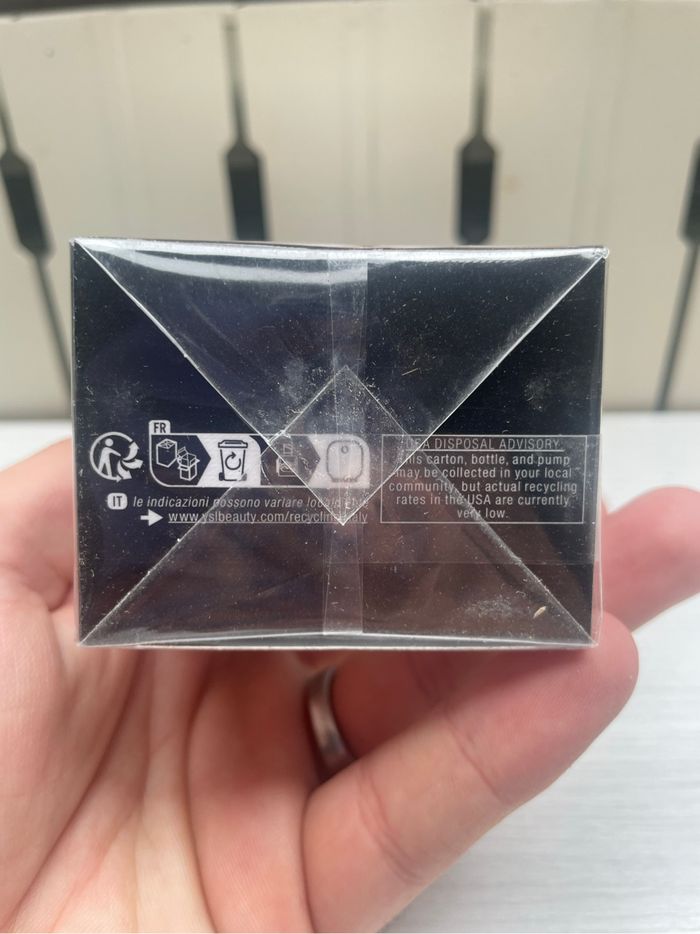 FR
IT le indicazioni possono variare
www.yslbeauty.com/recyclingitaly
DISPOSAL ADVISORY
This carton, bottle, and pump
may be collected in your local
community, but actual recycling
rates in the USA are currently
very low.